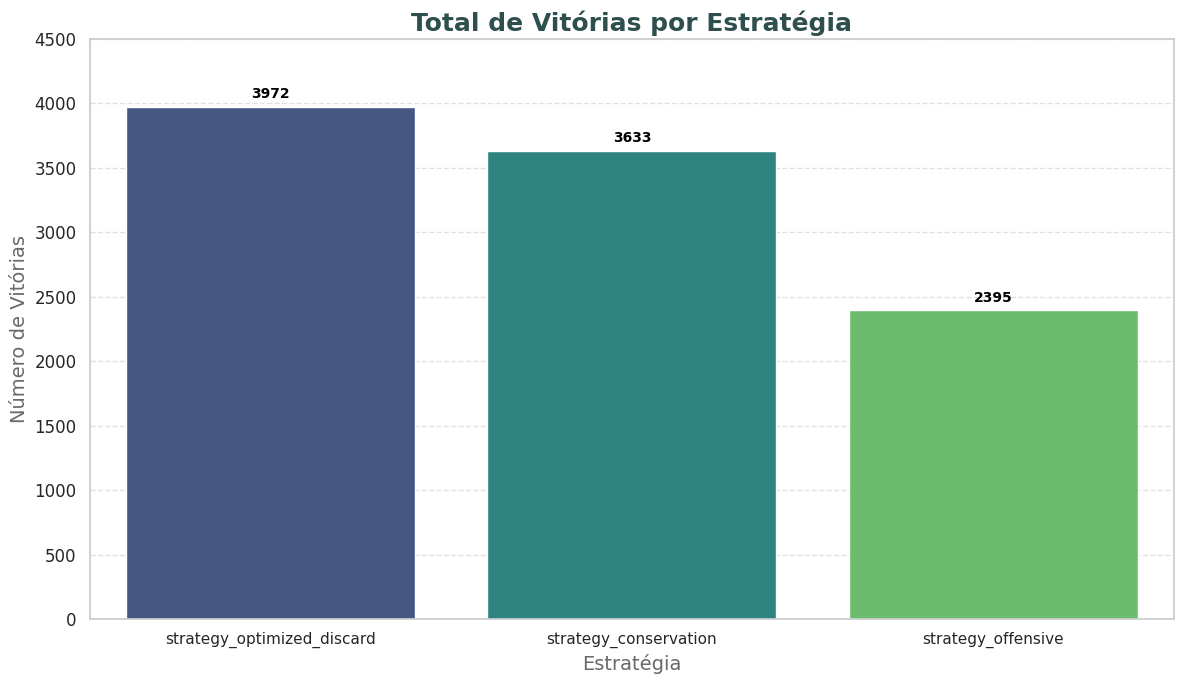 Total de Vitórias por Estratégia
4500
4000
3500
3000
2500
2000
1500
1000
500
0
Número de Vitórias
3972
3633
2395
strategy_optimized_discard
strategy_conservation
strategy_offensive
Estratégia